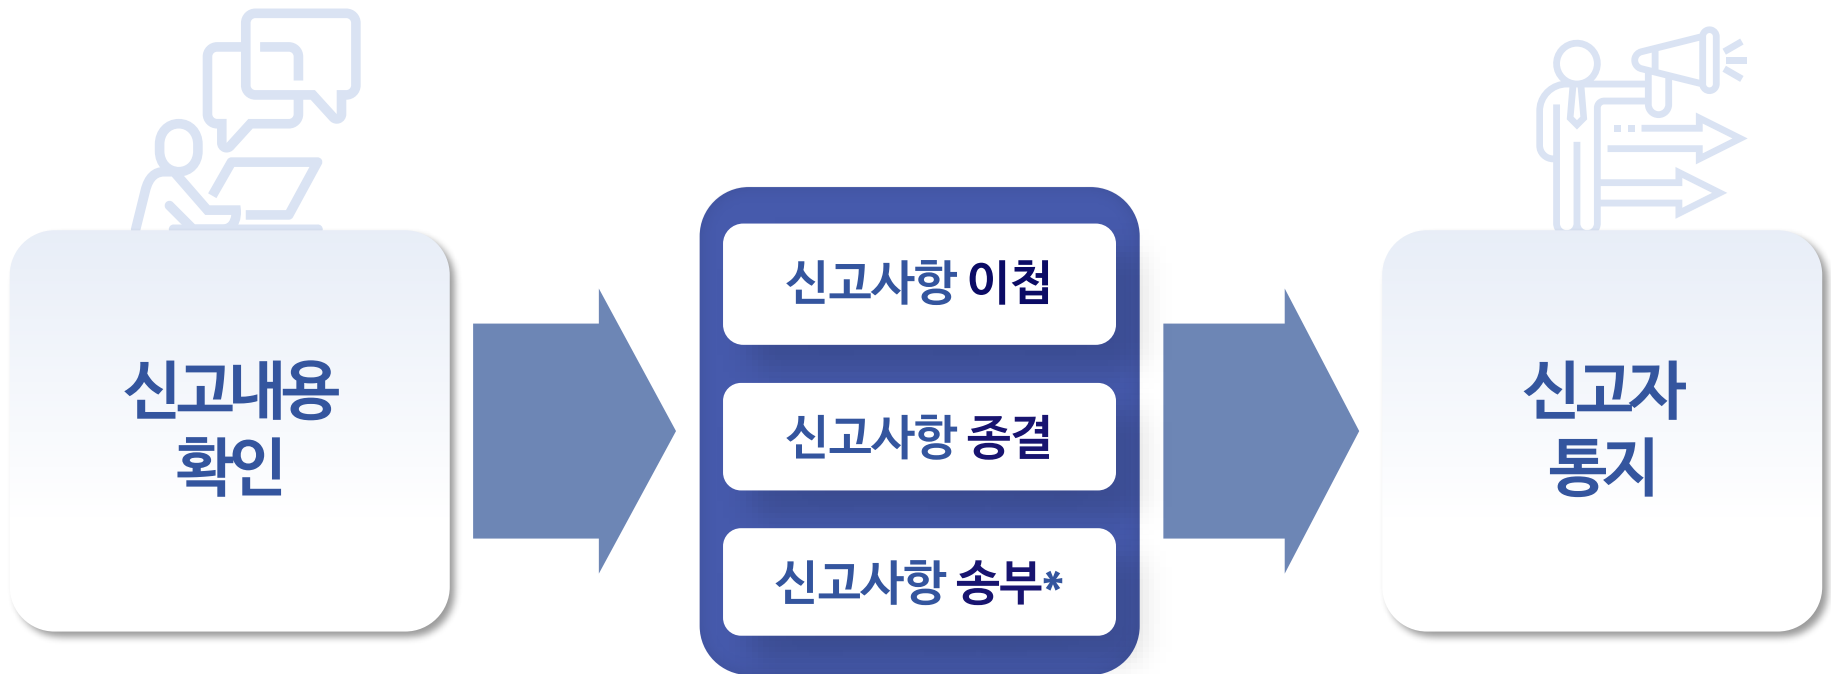 신고내용
확인
신고사항 이첩
신고사항 종결
신고사항 송부*
신고자
통지